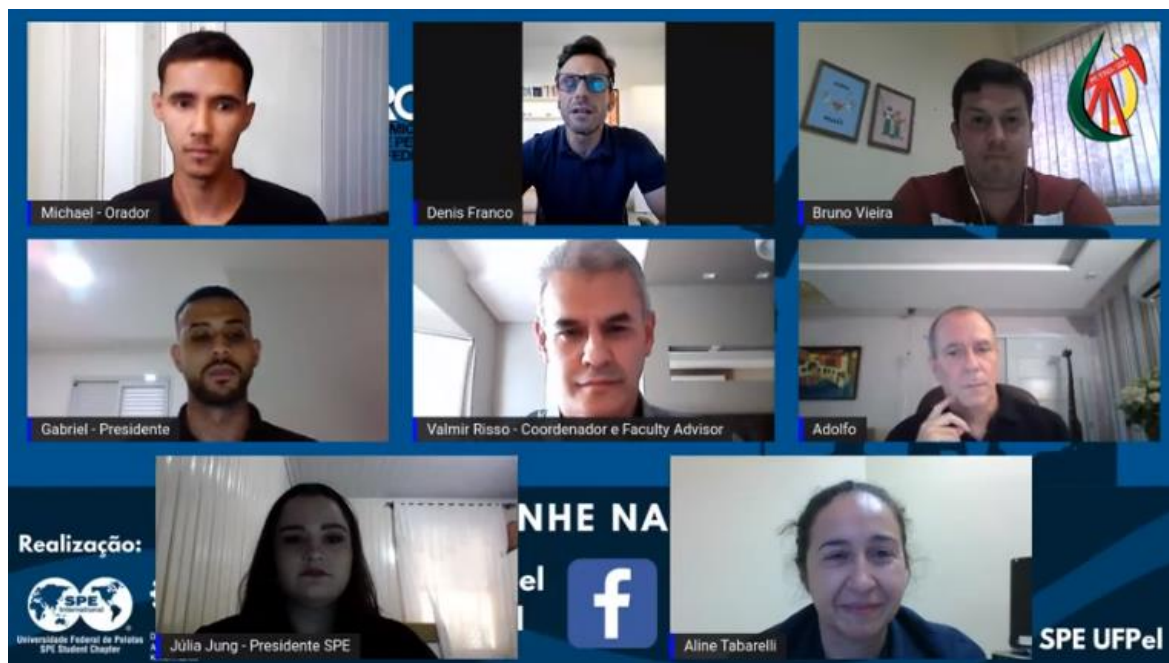 Michael - Orador
Denis Franco
Bruno Vieira
Gabriel - Presidente
Valmir Risso - Coordenador e Faculty Advisor
Adolfo
NHE NA
Realização:
SPE
International
Universidade Federal de Pelotas
SPE Student Chapter
el
f
Júlia Jung - Presidente SPE
Aline Tabarelli
SPE UFPel